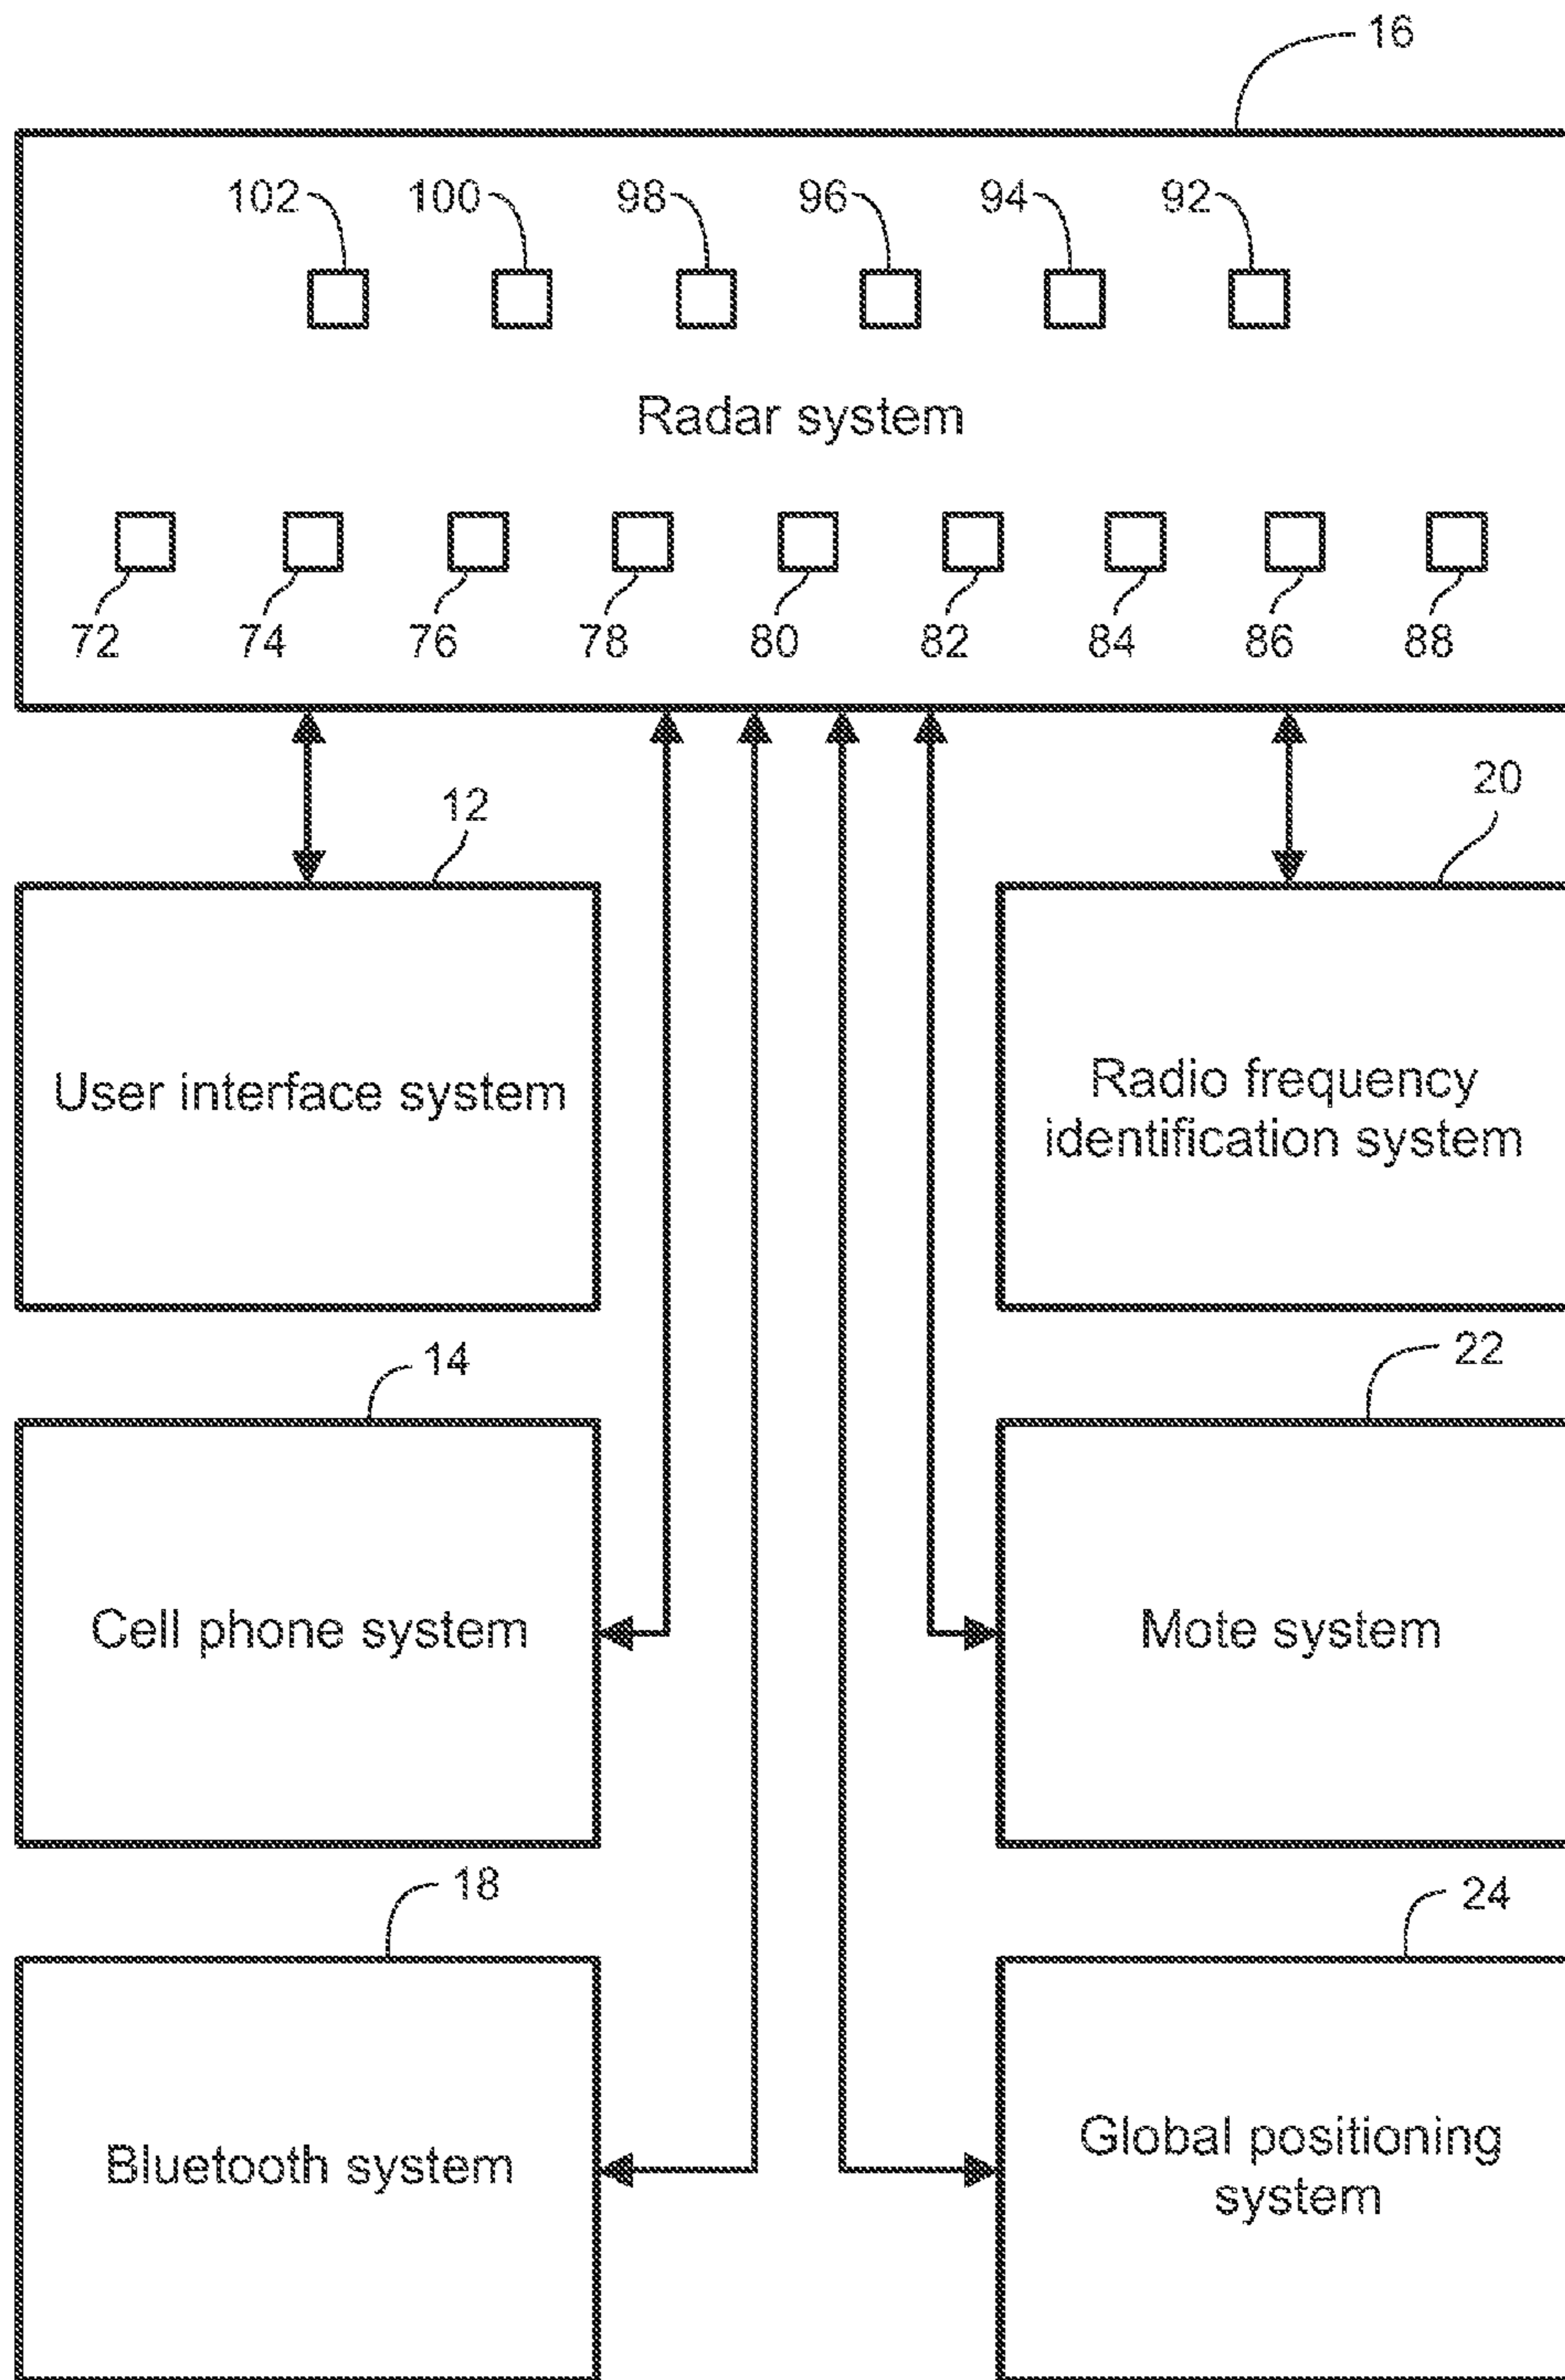 16
102 100 98 96 94 92
Radar system
72 74 76 78 80 82 84 86 88
12
20
User interface system
Radio frequency
identification system
14
22
Cell phone system
Mote system
18
24
Bluetooth system
Global positioning
system